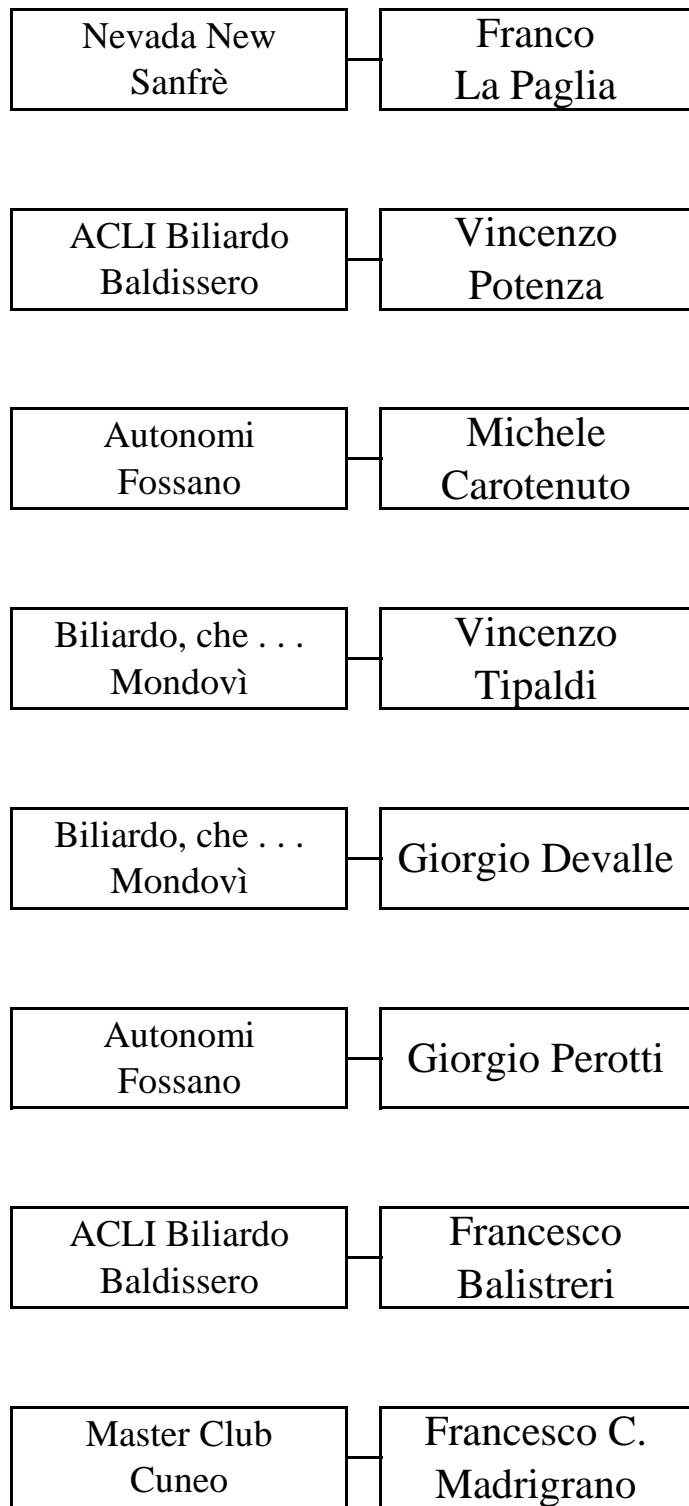 Nevada New
Sanfrè
Franco
La Paglia
ACLI Biliardo
Baldissero
Vincenzo
Potenza
Autonomi
Fossano
Michele
Carotenuto
Biliardo, che . . .
Mondovì
Vincenzo
Tipaldi
Biliardo, che . . .
Mondovì
Giorgio Devalle
Autonomi
Fossano
Giorgio Perotti
ACLI Biliardo
Baldissero
Francesco
Balistreri
Master Club
Cuneo
Francesco C.
Madrigrano